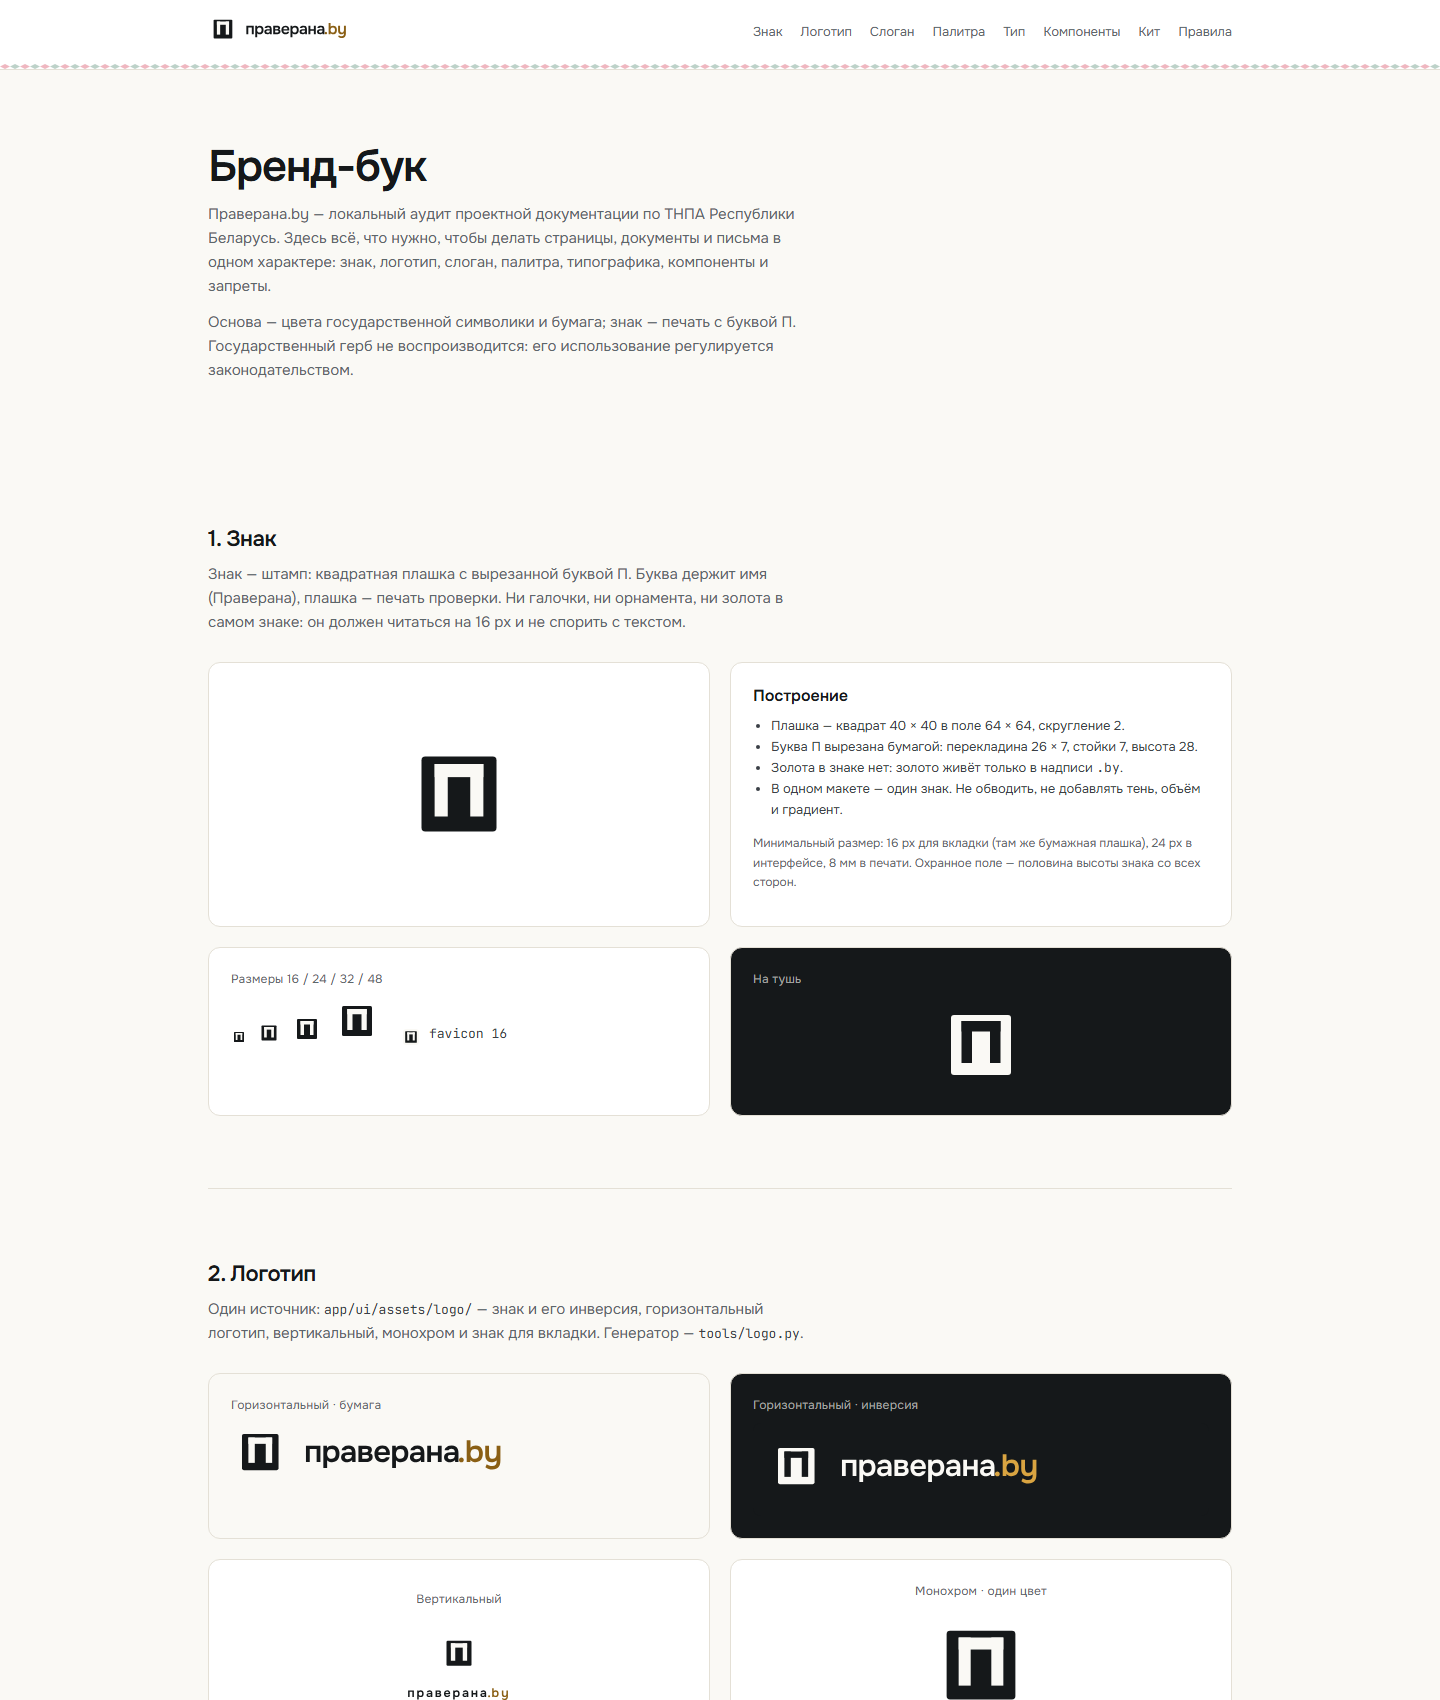 праверана.by
Знак Логотип Слоган Палитра Тип Компоненты Кит Правила
Бренд-бук
Праверана.by — локальный аудит проектной документации по ТНПА Республики
Беларусь. Здесь всё, что нужно, чтобы делать страницы, документы и письма в
одном характере: знак, логотип, слоган, палитра, типографика, компоненты и
запреты.
Основа — цвета государственной символики и бумага; знак — печать с буквой П.
Государственный герб не воспроизводится: его использование регулируется
законодательством.
1. Знак
Знак — штамп: квадратная плашка с вырезанной буквой П. Буква держит имя
(Праверана), плашка — печать проверки. Ни галочки, ни орнамента, ни золота в
самом знаке: он должен читаться на 16 px и не спорить с текстом.
Построение
• Плашка — квадрат 40 × 40 в поле 64 × 64, скругление 2.
• Буква П вырезана бумагой: перекладина 26 × 7, стойки 7, высота 28.
• Золота в знаке нет: золото живёт только в надписи .by.
• В одном макете — один знак. Не обводить, не добавлять тень, объём
и градиент.
Минимальный размер: 16 px для вкладки (там же бумажная плашка), 24 px в
интерфейсе, 8 мм в печати. Охранное поле — половина высоты знака со всех
сторон.
Размеры 16 / 24 / 32 / 48
favicon 16
На тушь
2. Логотип
Один источник: app/ui/assets/logo/ — знак и его инверсия, горизонтальный
логотип, вертикальный, монохром и знак для вкладки. Генератор — tools/logo.py.
Горизонтальный · бумага
праверана.by
Горизонтальный · инверсия
праверана.by
Вертикальный
праверана.by
Монохром · один цвет